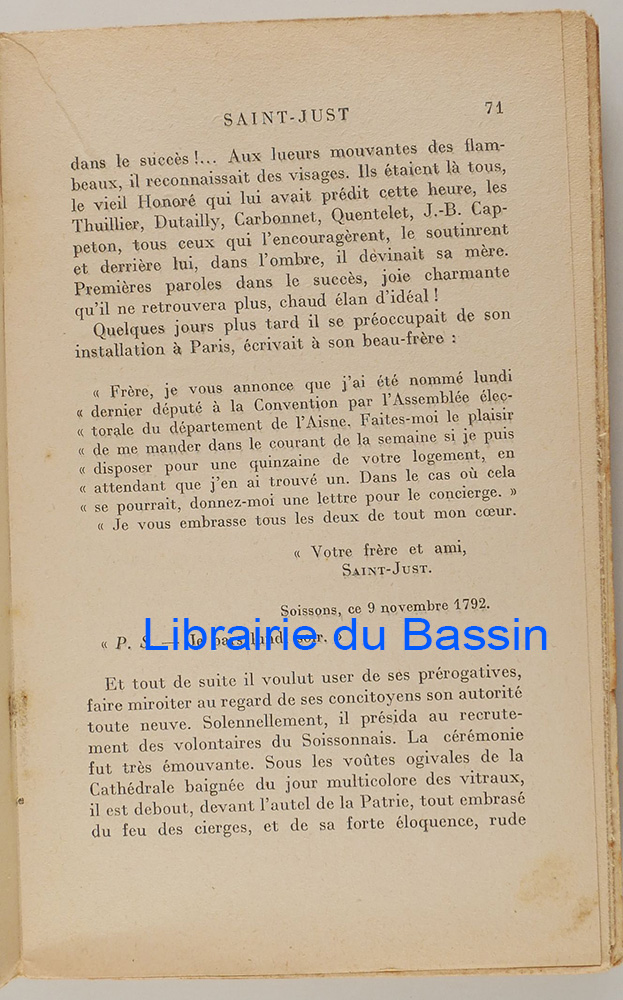 SAINT-JUST 71
dans le succès !... Aux lueurs mouvantes des flam-
beaux, il reconnaissait des visages. Ils étaient là tous,
le vieil Honoré qui lui avait prédit cette heure, les
Thuillier, Dutailly, Carbonnet, Quentelet, J.-B. Cap-
peton, tous ceux qui l'encouragèrent, le soutinrent
et derrière lui, dans l'ombre, il devinait sa mère.
Premières paroles dans le succès, joie charmante
qu'il ne retrouvera plus, chaud élan d'idéal !
Quelques jours plus tard il se préoccupait de son
installation à Paris, écrivait à son beau-frère :
« Frère, je vous annonce que j'ai été nommé lundi
« dernier député à la Convention par l'Assemblée élec-
« torale du département de l'Aisne. Faites-moi le plaisir
« de me mander dans le courant de la semaine si je puis
« disposer pour une quinzaine de votre logement, en
« attendant que j'en ai trouvé un. Dans le cas où cela
« se pourrait, donnez-moi une lettre pour le concierge. »
« Je vous embrasse tous les deux de tout mon cœur.
« Votre frère et ami,
SAINT-JUST.
Soissons, ce 9 novembre 1792.
« P. S. — Je pars lundi soir. »
Librairie du Bassin
Et tout de suite il voulut user de ses prérogatives,
faire miroiter au regard de ses concitoyens son autorité
toute neuve. Solennellement, il présida au recrute-
ment des volontaires du Soissonnais. La cérémonie
fut très émouvante. Sous les voûtes ogivales de la
Cathédrale baignée du jour multicolore des vitraux,
il est debout, devant l'autel de la Patrie, tout embrasé
du feu des cierges, et de sa forte éloquence, rude